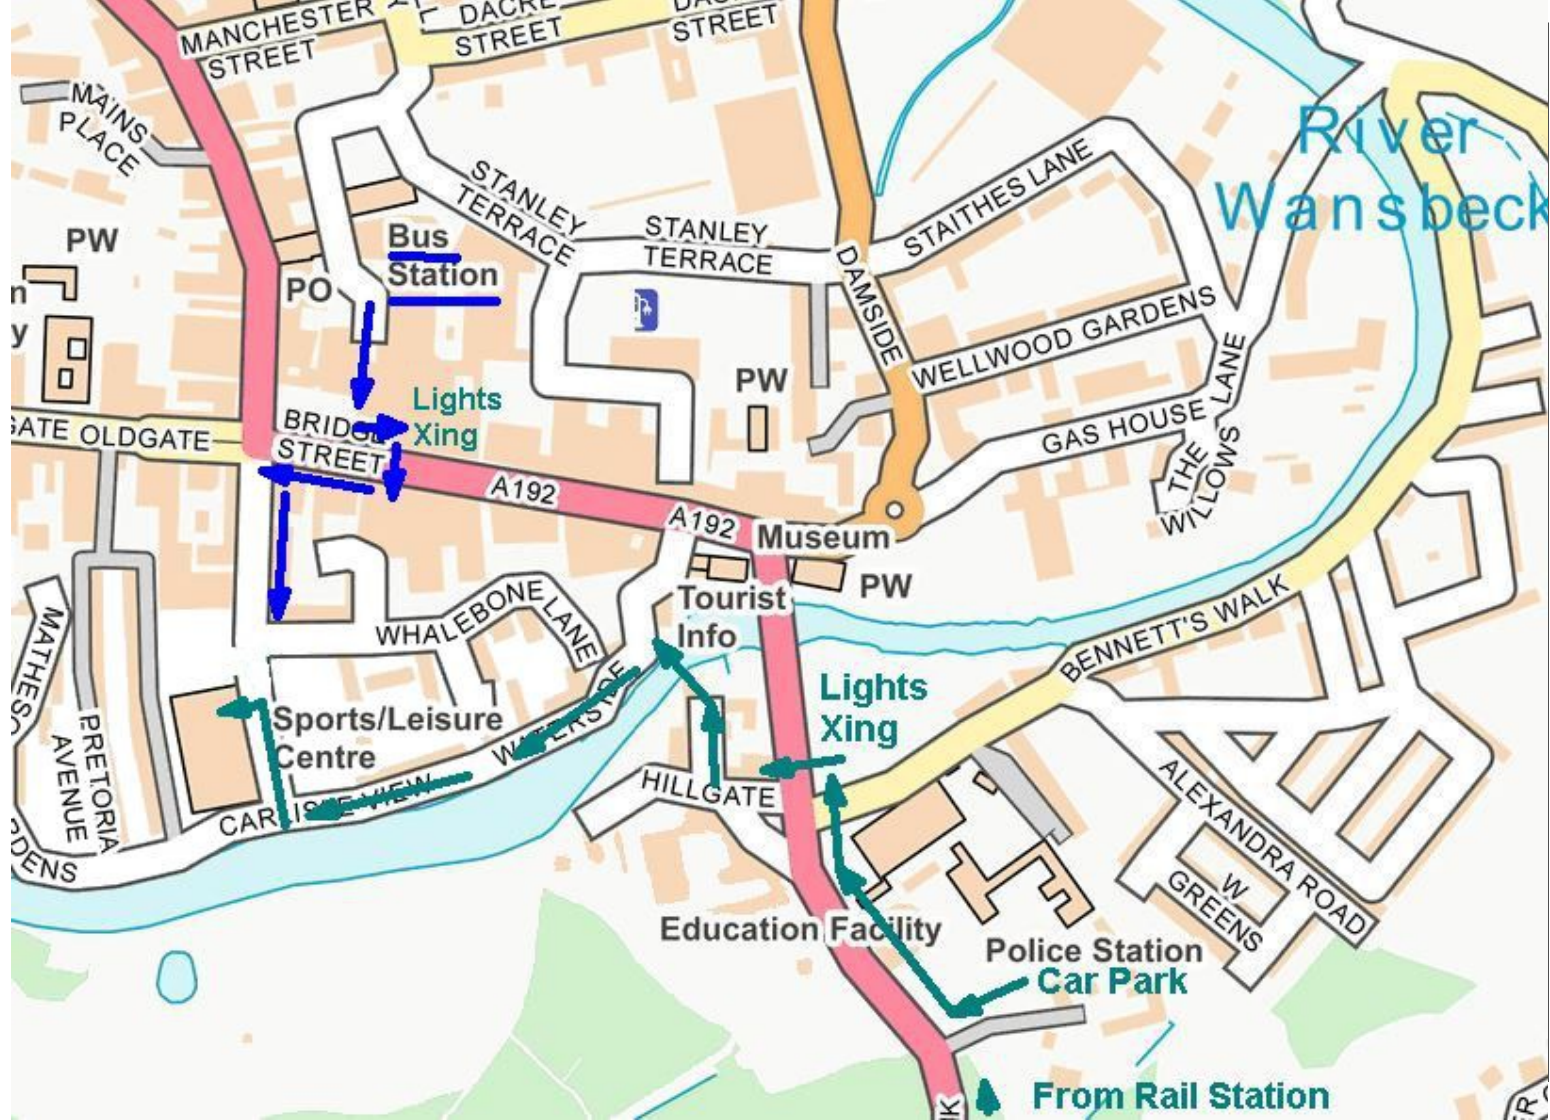 MANCHESTER
STREET
DACRE
STREET
STREET
MAINS
PLACE
PW
Bus
Station
PO
STANLEY
TERRACE
STANLEY
TERRACE
STAITHES LANE
DAMSIDE
River
Wansbeck
WELLWOOD GARDENS
GAS HOUSE LANE
THE
WILLOWS
PW
Lights
Xing
BRIDGE
STREET
OLDGATE
A192
A192
Museum
PW
Tourist
Info
WHALEBONE
LANE
BENNETT'S WALK
PRETORIA
AVENUE
Sports/Leisure
Centre
WATERSIDE
CARLISLE VIEW
HILLGATE
Lights
Xing
ALEXANDRA ROAD
W
GREENS
Education Facility
Police Station
Car Park
From Rail Station